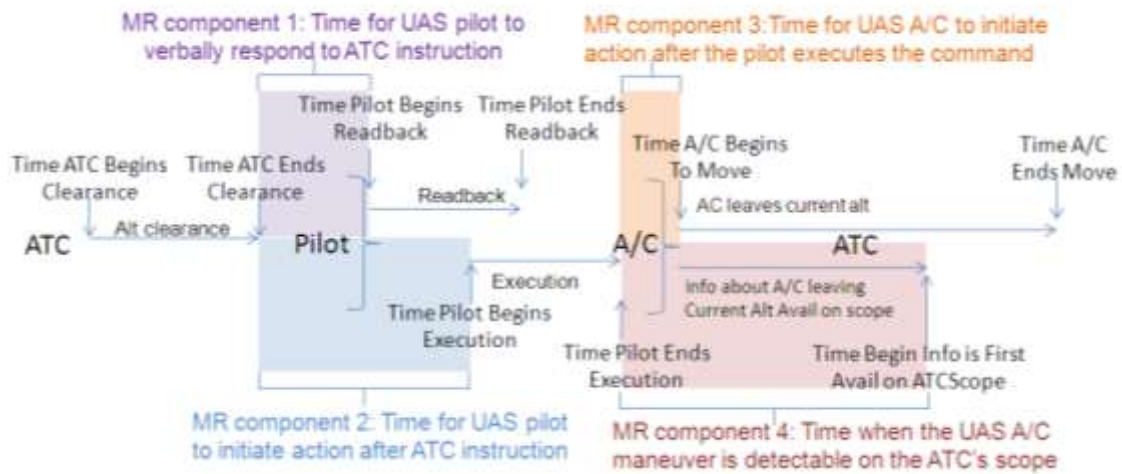 MR component 1: Time for UAS pilot to
verbally respond to ATC instruction
MR component 3:Time for UAS A/C to initiate
action after the pilot executes the command
Time Pilot Begins
Readback
Time Pilot Ends
Readback
Time A/C Begins
To Move
Time A/C
Ends Move
Time ATC Begins
Clearance
Time ATC Ends
Clearance
Readback
AC leaves current alt
Alt clearance
ATC
Pilot
A/C
ATC
Execution
Info about A/C leaving
Current Alt Avail on scope
Time Pilot Begins
Execution
Time Pilot Ends
Execution
Time Begin Info is First
Avail on ATCScope
MR component 2: Time for UAS pilot
to initiate action after ATC instruction
MR component 4: Time when the UAS A/C
maneuver is detectable on the ATC's scope